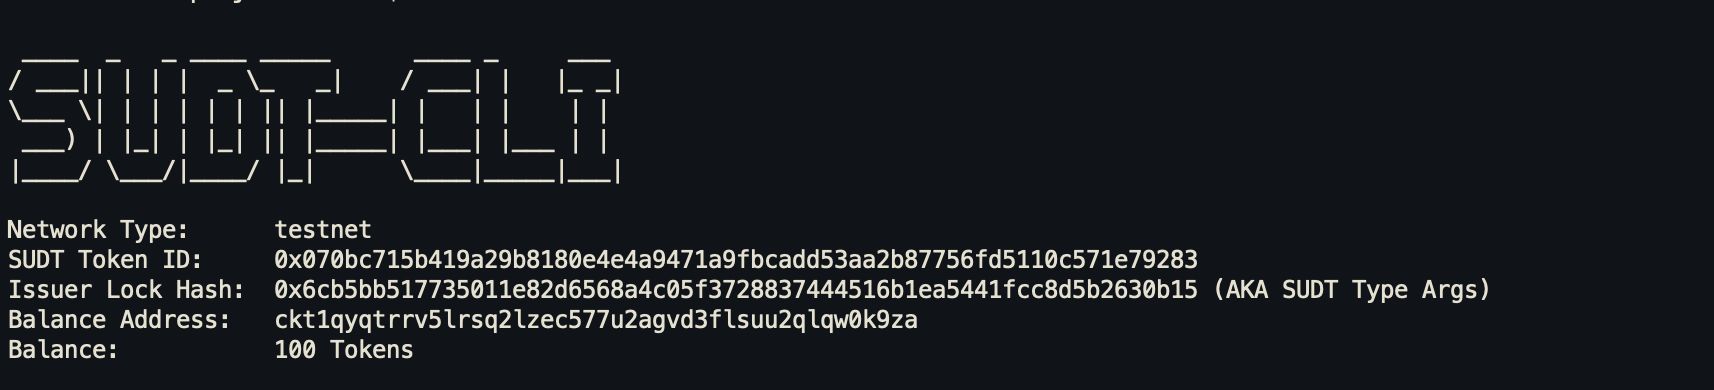 SUDT-CLI
Network Type: testnet
SUDT Token ID: 0x070bc715b419a29b8180e4e4a9471a9fbcadd53aa2b87756fd5110c571e79283
Issuer Lock Hash: 0x6cb5bb517735011e82d6568a4c05f3728837444516b1ea5441fcc8d5b2630b15 (AKA SUDT Type Args)
Balance Address: ckt1qyqtrrv5lrsq2lzec577u2agvd3flsuu2qlqw0k9za
Balance: 100 Tokens